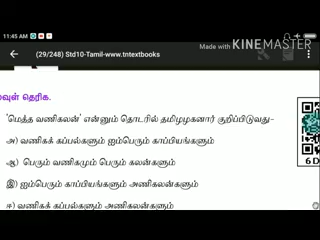 11:45 AM
Made with KINEMASTER
(29/248) Std10-Tamil-www.tntextbooks
வுள் தெரிக.
'மெத்த வணிகலன்' என்னும் தொடரில் தமிழழகனார் குறிப்பிடுவது-
அ) வணிகக் கப்பல்களும் ஐம்பெரும் காப்பியங்களும்
ஆ) பெரும் வணிகமும் பெரும் கலன்களும்
இ) ஐம்பெரும் காப்பியங்களும் அணிகலன்களும்
ஈ) வணிகக் கப்பல்களும் அணிகலன்களும்
6D